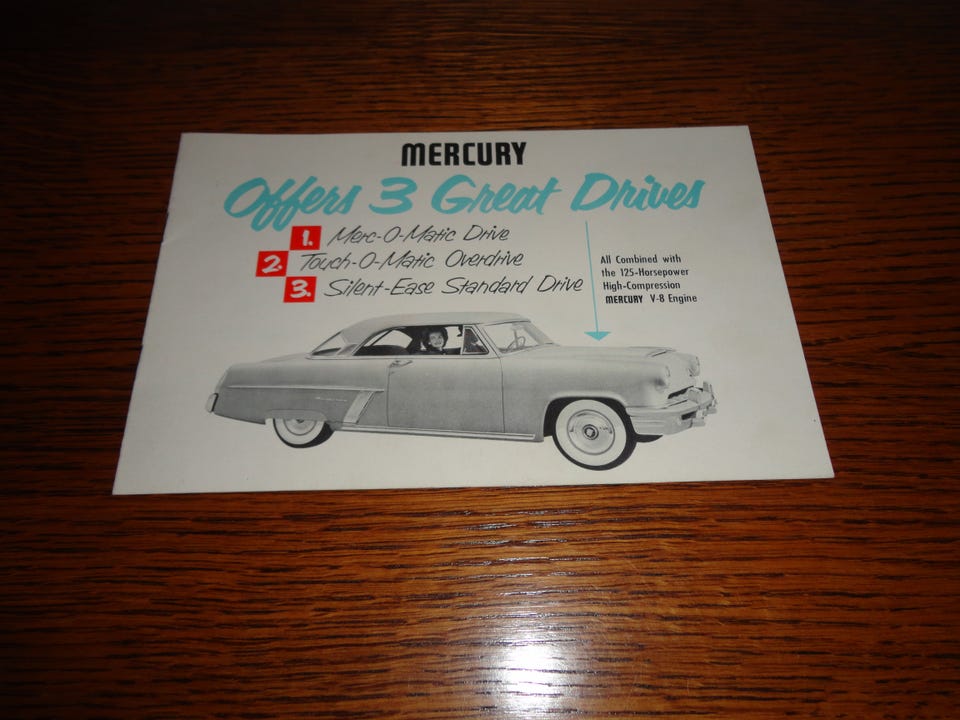 MERCURY
Offers 3 Great Drives
1. Merc-O-Matic Drive
2. Touch-O-Matic Overdrive
3. Silent-Ease Standard Drive
All Combined with
the 125-Horsepower
High-Compression
MERCURY V-8 Engine